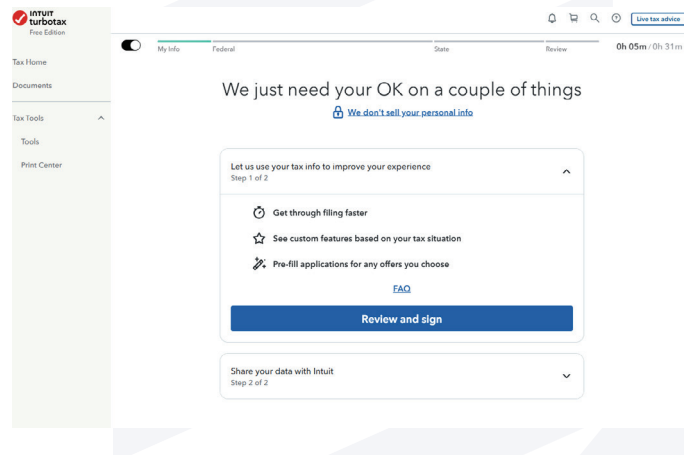 INTUIT
turbotax
Free Edition
Live tax advice
My Info
Federal
State
Review
0h 05m / 0h 31m
Tax Home
Documents
Tax Tools
Tools
Print Center
We just need your OK on a couple of things
We don't sell your personal info
Let us use your tax info to improve your experience
Step 1 of 2
Get through filing faster
See custom features based on your tax situation
Pre-fill applications for any offers you choose
FAQ
Review and sign
Share your data with Intuit
Step 2 of 2